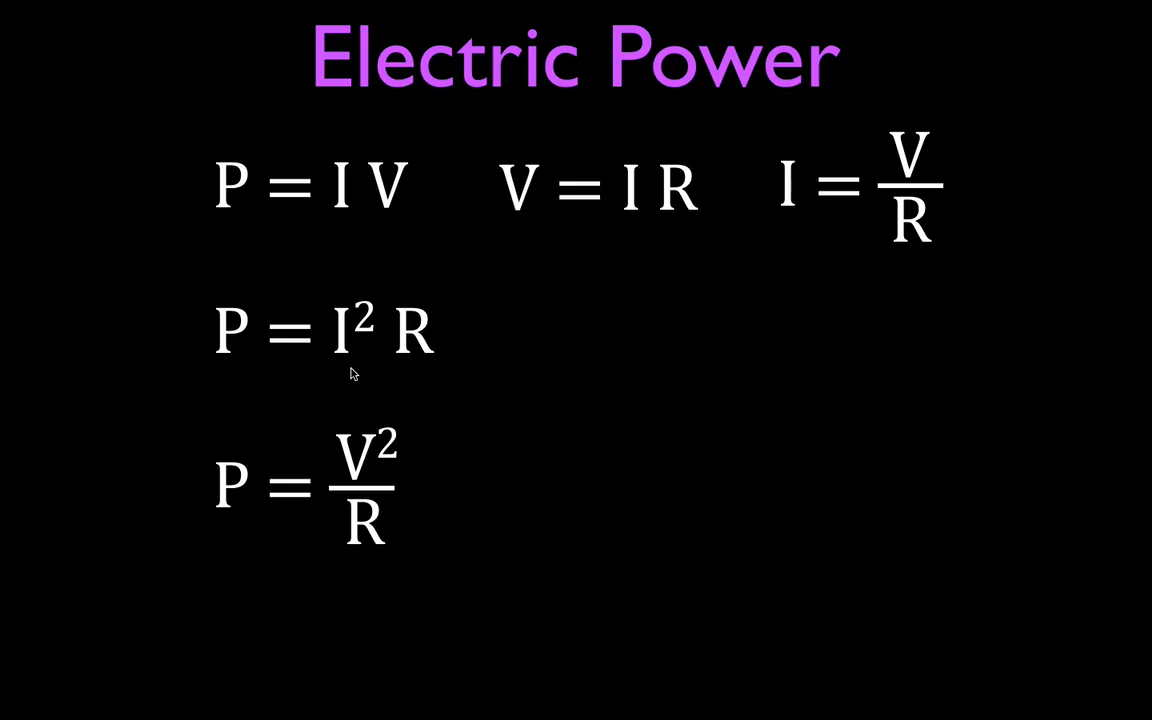 Electric Power
P = I V    V = I R    I = V/R
P = I² R
P = V²/R